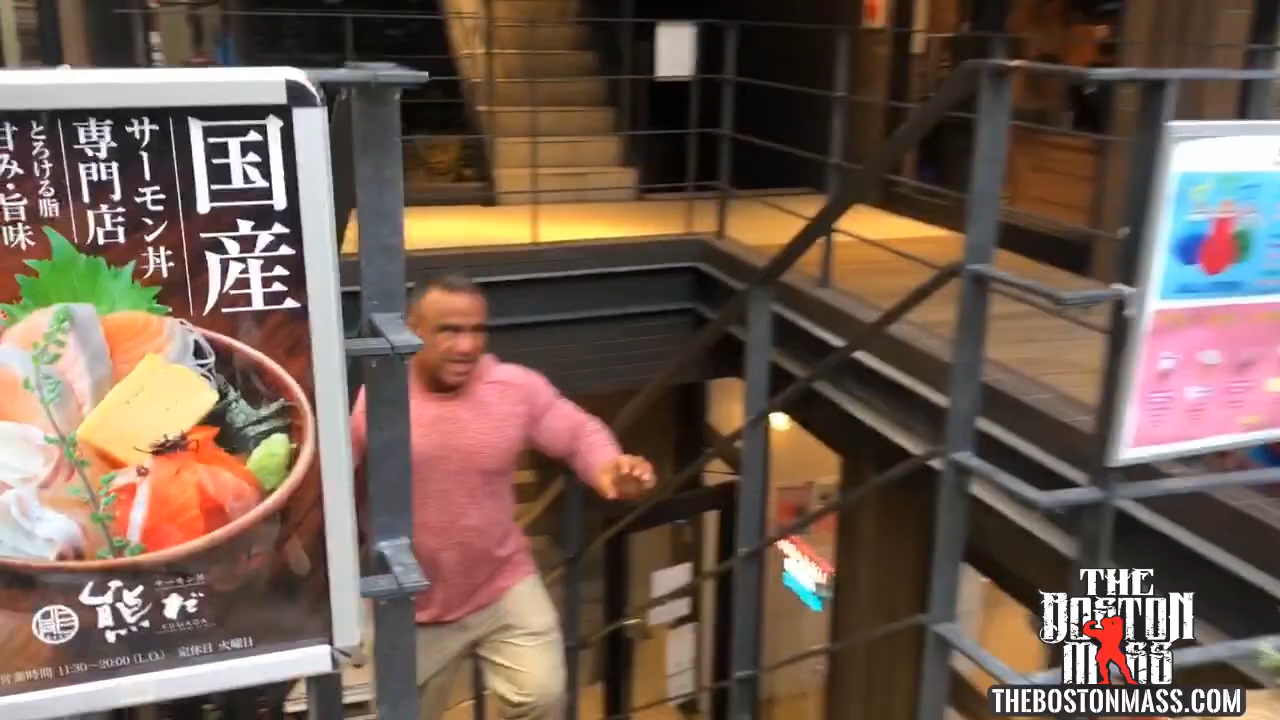 国産
サーモン丼
専門店
とろける脂
甘み・旨味
サーモン丼
熊だ
KUMADA
営業時間 11:30～20:00 (L.O.) 定休日 火曜日
THE
BOSTON
MASS
THEBOSTONMASS.COM